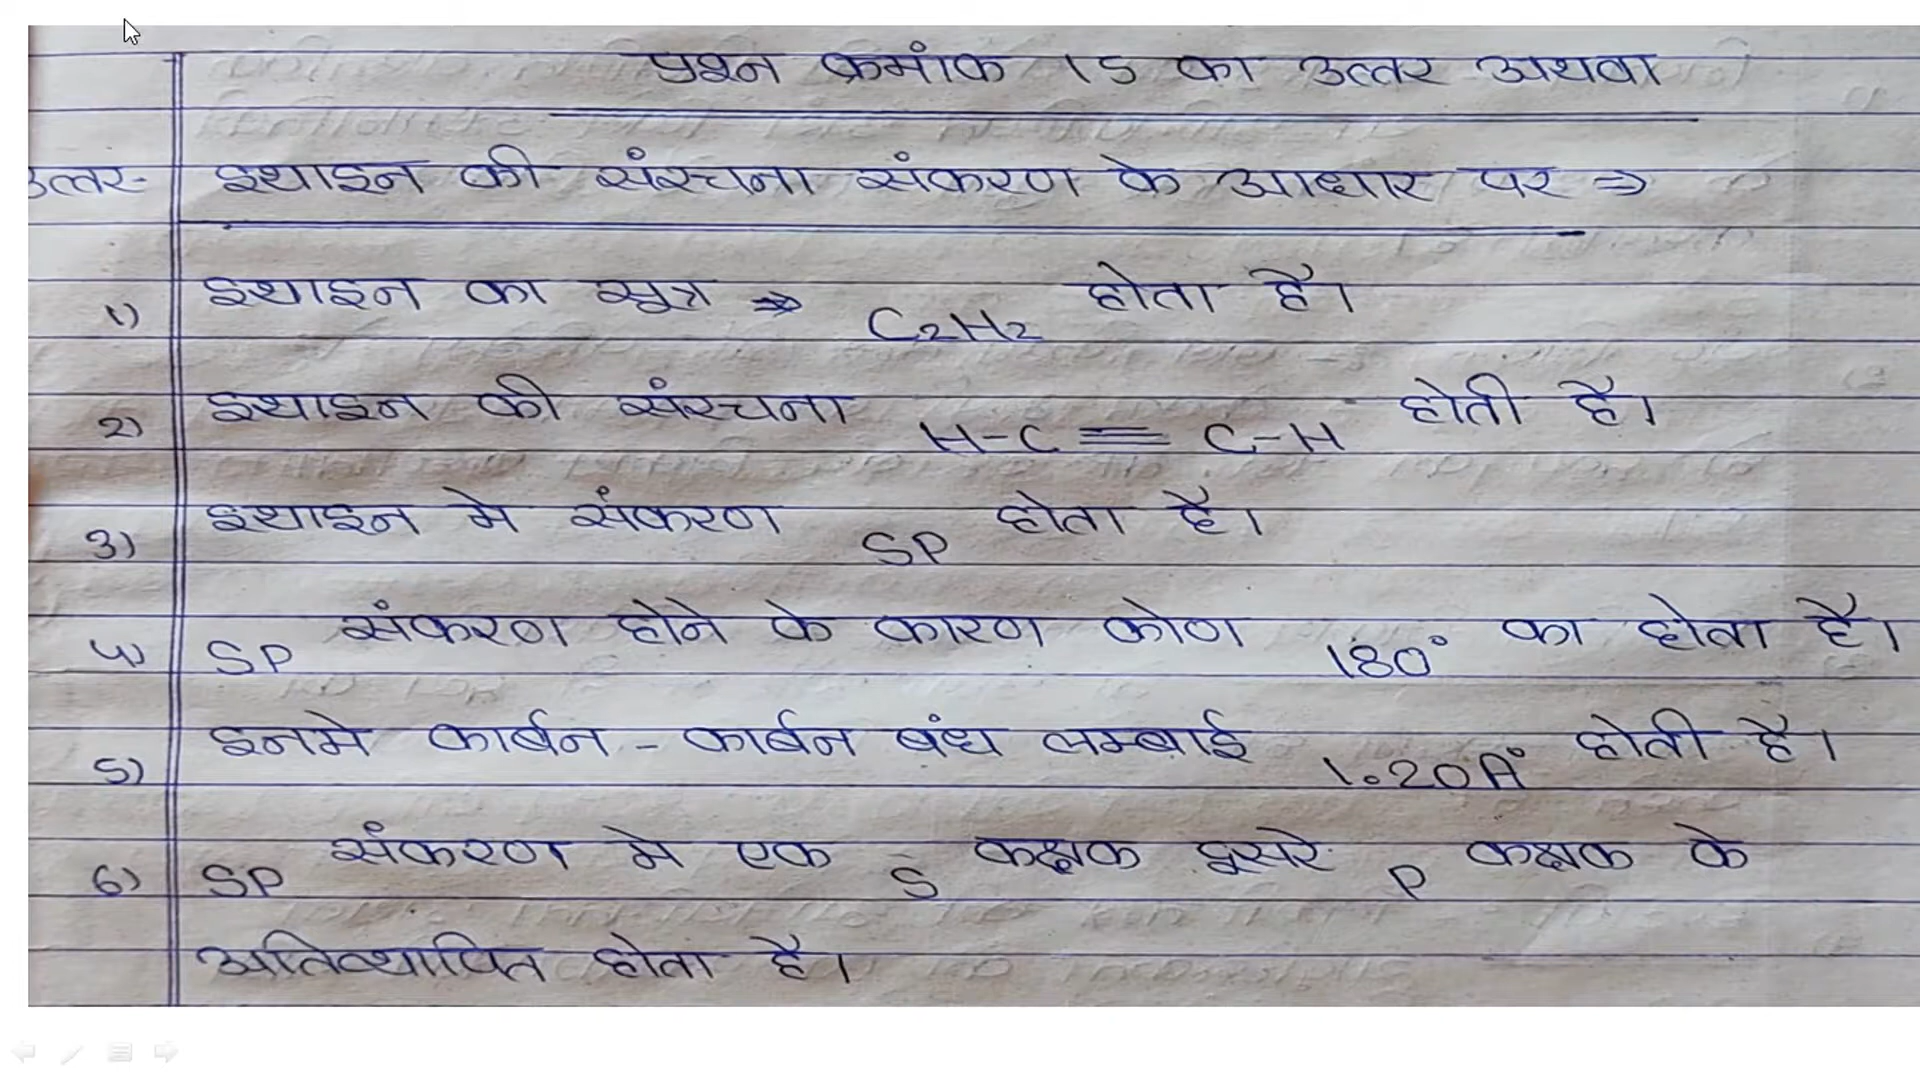 प्रश्न क्रमांक 15 का उत्तर अथवा
उत्तर- इथाइन की संरचना संकरण के आधार पर ⇒
1) इथाइन का सूत्र ⇒ C2H2 होता है।
2) इथाइन की संरचना H-C≡C-H होती है।
3) इथाइन मे संकरण SP होता है।
4) SP संकरण होने के कारण कोण 180° का होता है।
5) इनमे कार्बन - कार्बन बंध लम्बाई 1.20A° होती है।
6) SP संकरण मे एक S कक्षक दूसरे P कक्षक के
अतिव्यापित होता है।